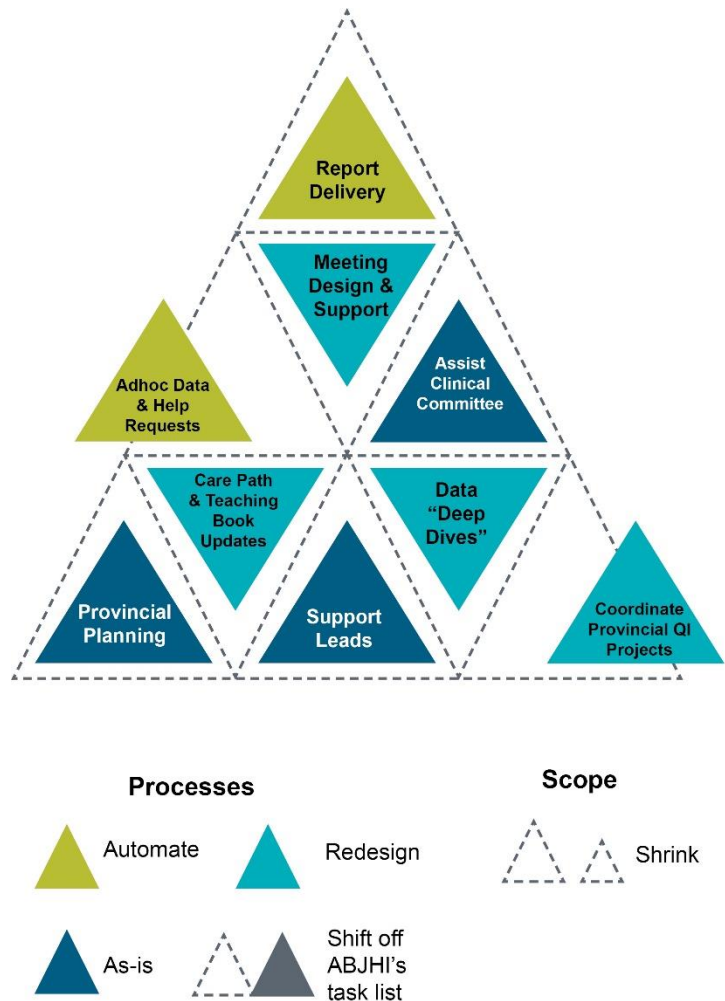 Report
Delivery
Meeting
Design &
Support
Assist
Clinical
Committee
Adhoc Data
& Help
Requests
Care Path
& Teaching
Book
Updates
Data
“Deep
Dives”
Provincial
Planning
Support
Leads
Coordinate
Provincial QI
Projects
Processes
Scope
Automate
Redesign
Shrink
As-is
Shift off
ABJHI’s
task list